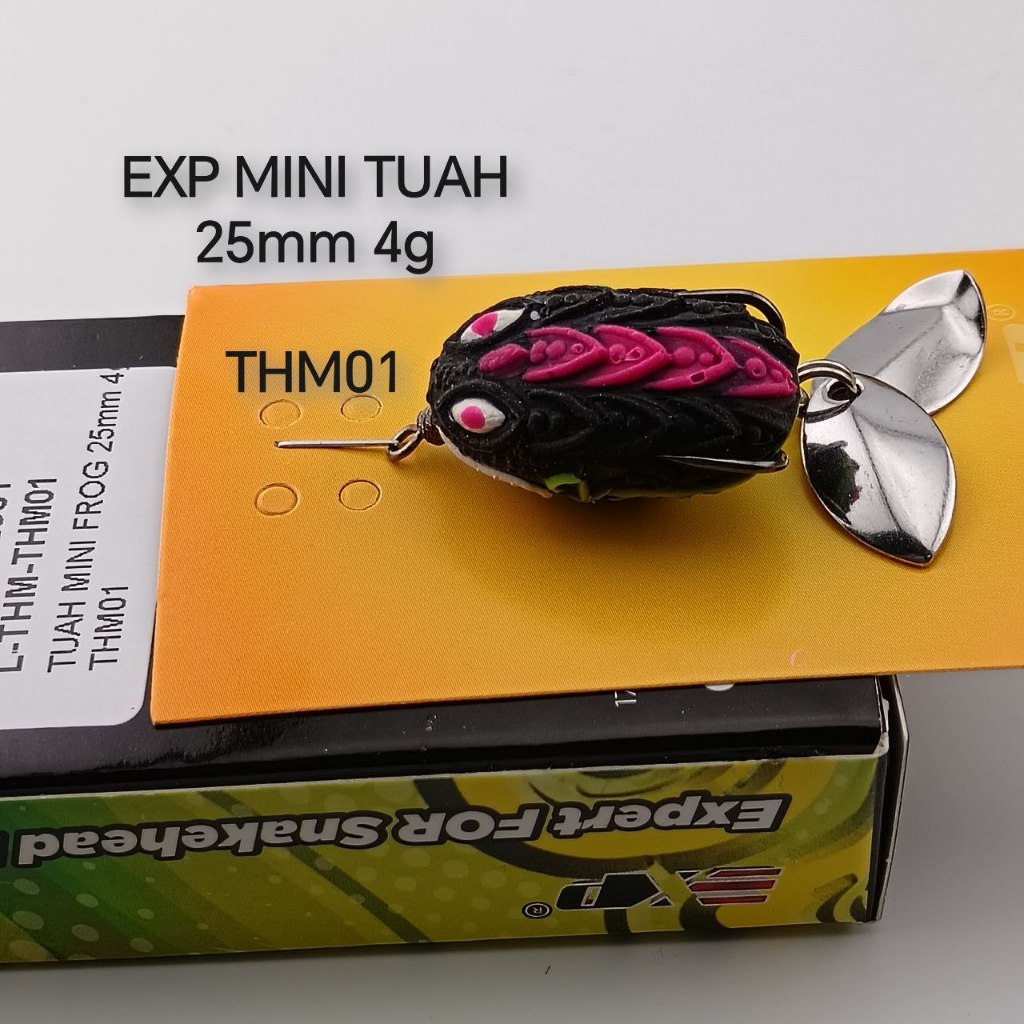 EXP MINI TUAH
25mm 4g
THM01
L-THM-THM01
TUAH MINI FROG 25mm 4
THM01
Expert FOR Snakehead
EXP®